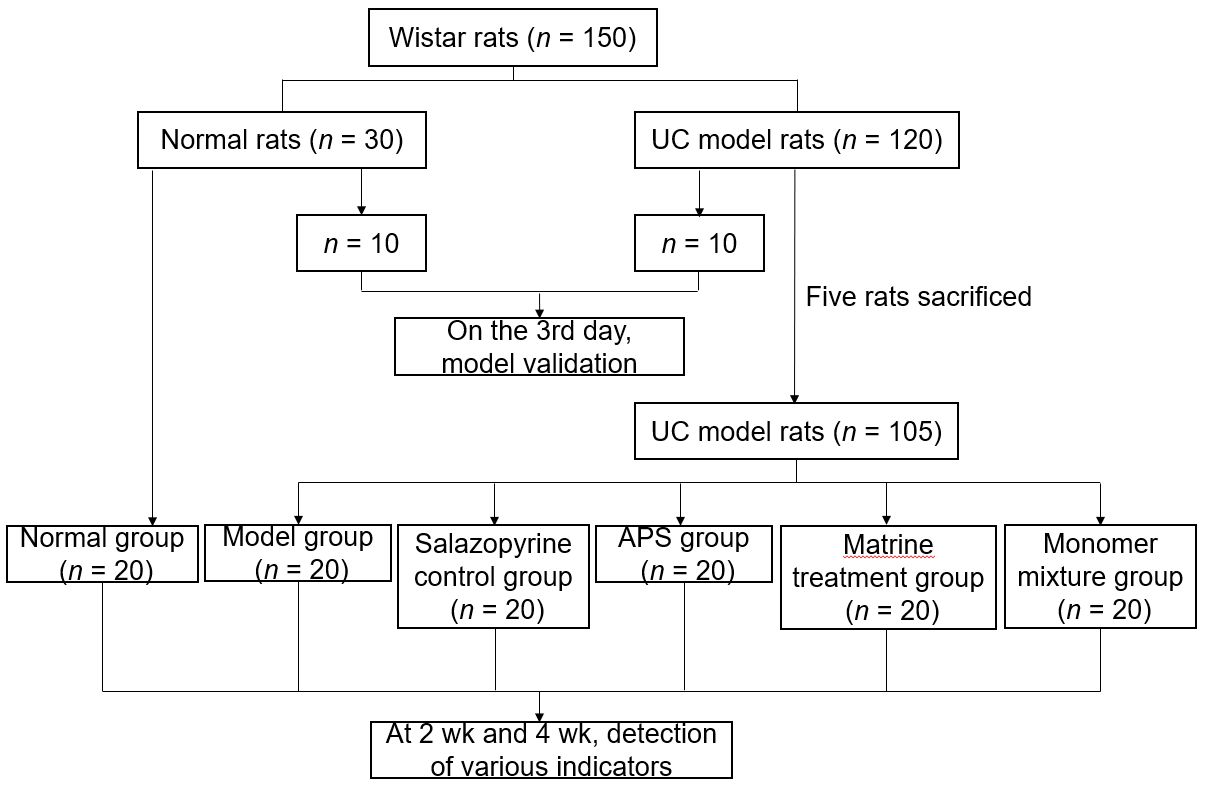 Wistar rats (n = 150)
Normal rats (n = 30)
UC model rats (n = 120)
n = 10
n = 10
Five rats sacrificed
On the 3rd day,
model validation
UC model rats (n = 105)
Normal group
(n = 20)
Model group
(n = 20)
Salazopyrine
control group
(n = 20)
APS group
(n = 20)
Matrine
treatment group
(n = 20)
Monomer
mixture group
(n = 20)
At 2 wk and 4 wk, detection
of various indicators